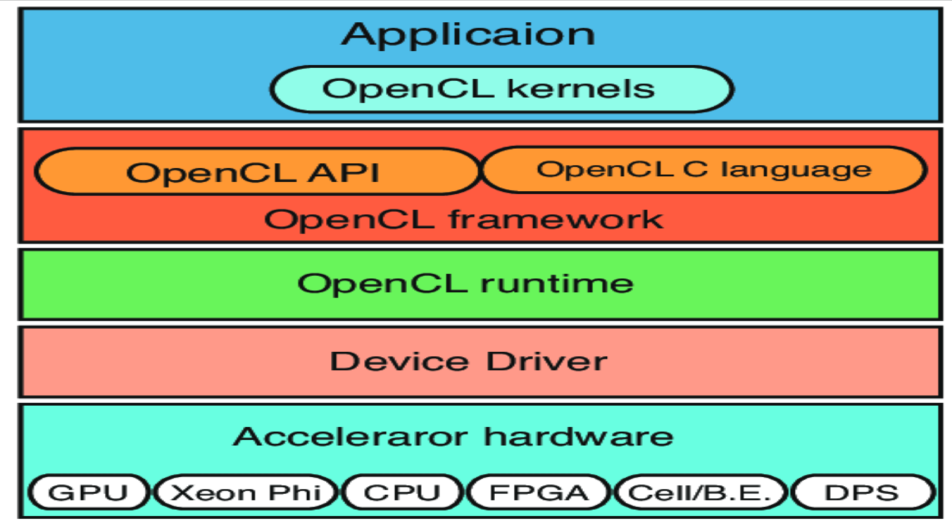 Applicaion
OpenCL kernels
OpenCL API OpenCL C language
OpenCL framework
OpenCL runtime
Device Driver
Acceleraror hardware
GPU Xeon Phi CPU FPGA Cell/B.E. DPS